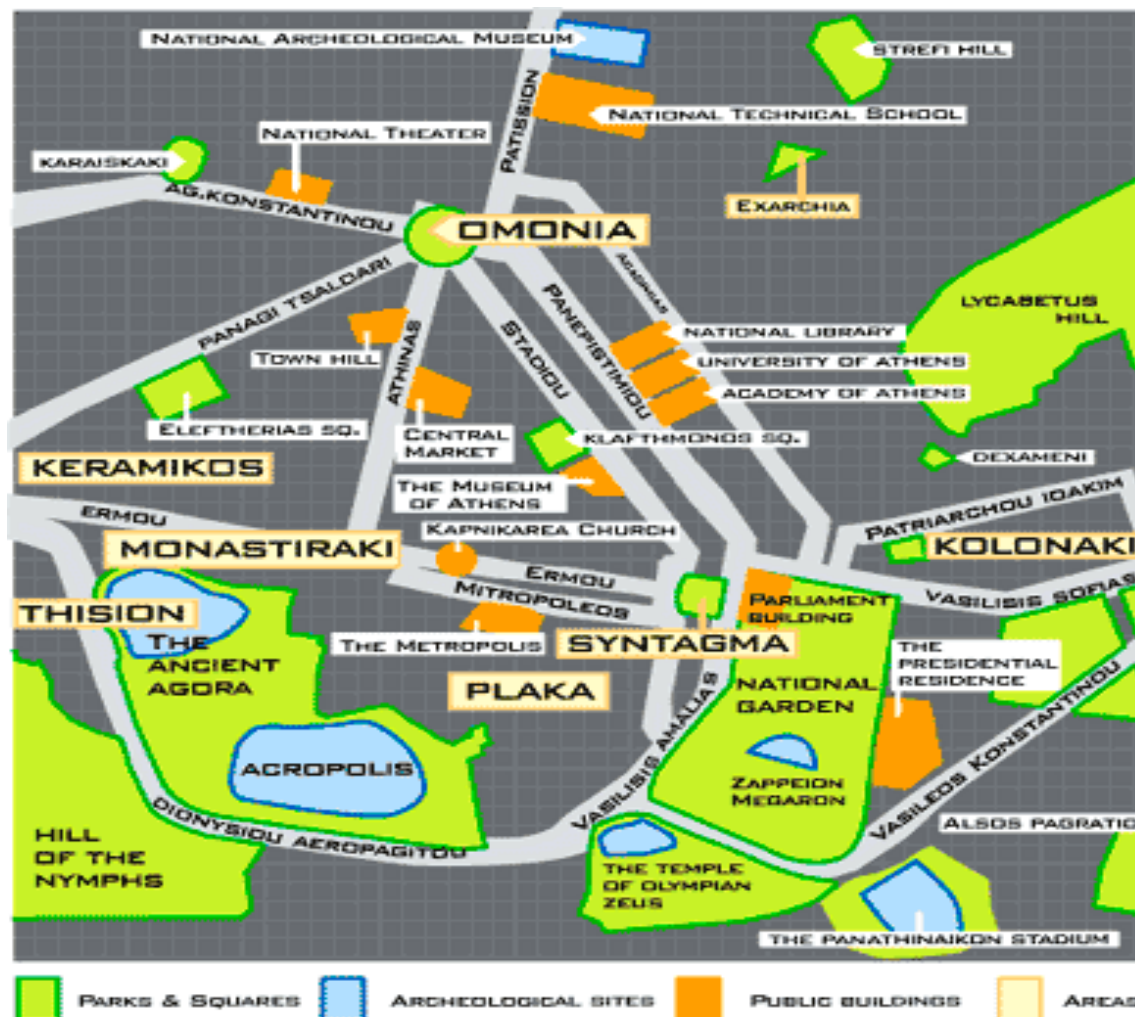 NATIONAL ARCHEOLOGICAL MUSEUM
STREFI HILL
PATISSION
NATIONAL TECHNICAL SCHOOL
NATIONAL THEATER
KARAISKAKI
AG.KONSTANTINOU
EXARCHIA
OMONIA
PANAGI TSALDARI
PANEPISTIMIOU
LYCABETUS
HILL
STADIOU
NATIONAL LIBRARY
TOWN HILL
ATHINAS
UNIVERSITY OF ATHENS
ACADEMY OF ATHENS
ELEFTHERIAS SQ.
CENTRAL
MARKET
KLAFTHMONOS SQ.
DEXAMENI
KERAMIKOS
THE MUSEUM
OF ATHENS
PATRIARCHOU IOAKIM
ERMOU
KAPNIKAREA CHURCH
MONASTIRAKI
KOLONAKI
ERMOU
MITROPOLEOS
VASILISIS SOFIAS
PARLIAMENT
BUILDING
THISION
THE
ANCIENT
AGORA
THE METROPOLIS
SYNTAGMA
THE
PRESIDENTIAL
RESIDENCE
PLAKA
NATIONAL
GARDEN
VASILISIS AMALIAS
VASILEOS KONSTANTINOU
ACROPOLIS
ZAPPEION
MEGARON
DIONYSIOU AEROPAGITOU
ALSOS PAGRATIO
HILL
OF THE
NYMPHS
THE TEMPLE
OF OLYMPIAN
ZEUS
THE PANATHINAIKON STADIUM
PARKS & SQUARES
ARCHEOLOGICAL SITES
PUBLIC BUILDINGS
AREAS